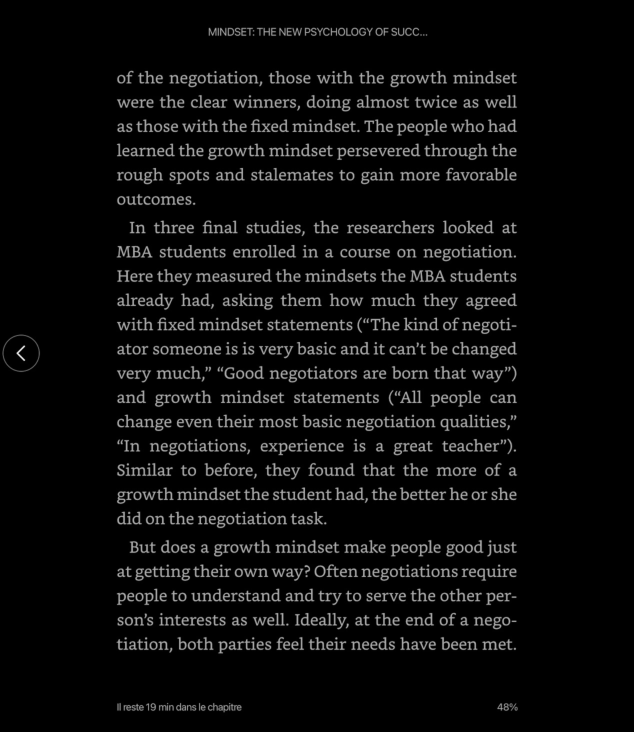 MINDSET: THE NEW PSYCHOLOGY OF SUCC...
of the negotiation, those with the growth mindset
were the clear winners, doing almost twice as well
as those with the fixed mindset. The people who had
learned the growth mindset persevered through the
rough spots and stalemates to gain more favorable
outcomes.
In three final studies, the researchers looked at
MBA students enrolled in a course on negotiation.
Here they measured the mindsets the MBA students
already had, asking them how much they agreed
with fixed mindset statements (“The kind of negoti-
ator someone is is very basic and it can’t be changed
very much,” “Good negotiators are born that way”)
and growth mindset statements (“All people can
change even their most basic negotiation qualities,”
“In negotiations, experience is a great teacher”).
Similar to before, they found that the more of a
growth mindset the student had, the better he or she
did on the negotiation task.
But does a growth mindset make people good just
at getting their own way? Often negotiations require
people to understand and try to serve the other per-
son’s interests as well. Ideally, at the end of a nego-
tiation, both parties feel their needs have been met.
Il reste 19 min dans le chapitre
48%